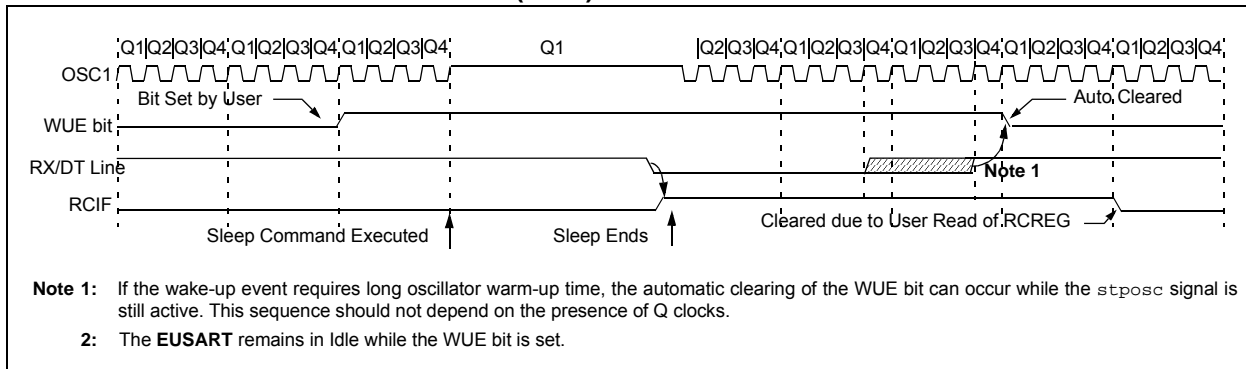 Q1 Q2 Q3 Q4 Q1 Q2 Q3 Q4 Q1 Q2 Q3 Q4 Q1 Q2 Q3 Q4 Q1 Q2 Q3 Q4 Q1 Q2 Q3 Q4 Q1 Q2 Q3 Q4 Q1 Q2 Q3 Q4
OSC1
Bit Set by User
Auto Cleared
WUE bit
RX/DT Line
Note 1
RCIF
Cleared due to User Read of RCREG
Sleep Command Executed
Sleep Ends
Note 1: If the wake-up event requires long oscillator warm-up time, the automatic clearing of the WUE bit can occur while the stposc signal is
still active. This sequence should not depend on the presence of Q clocks.
2: The EUSART remains in Idle while the WUE bit is set.